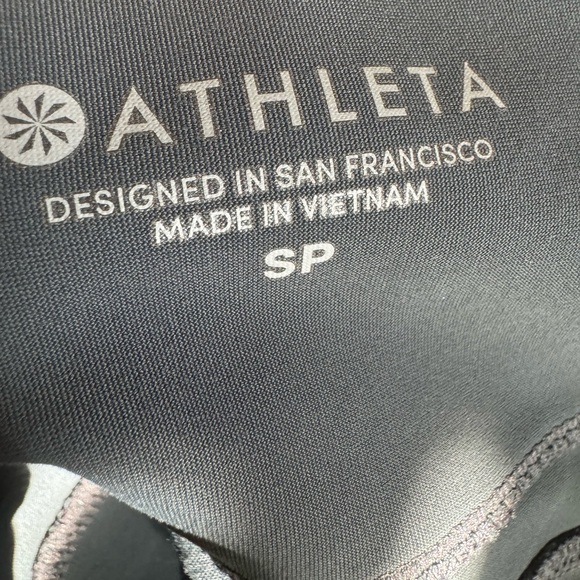 ATHLETA
DESIGNED IN SAN FRANCISCO
MADE IN VIETNAM
SP